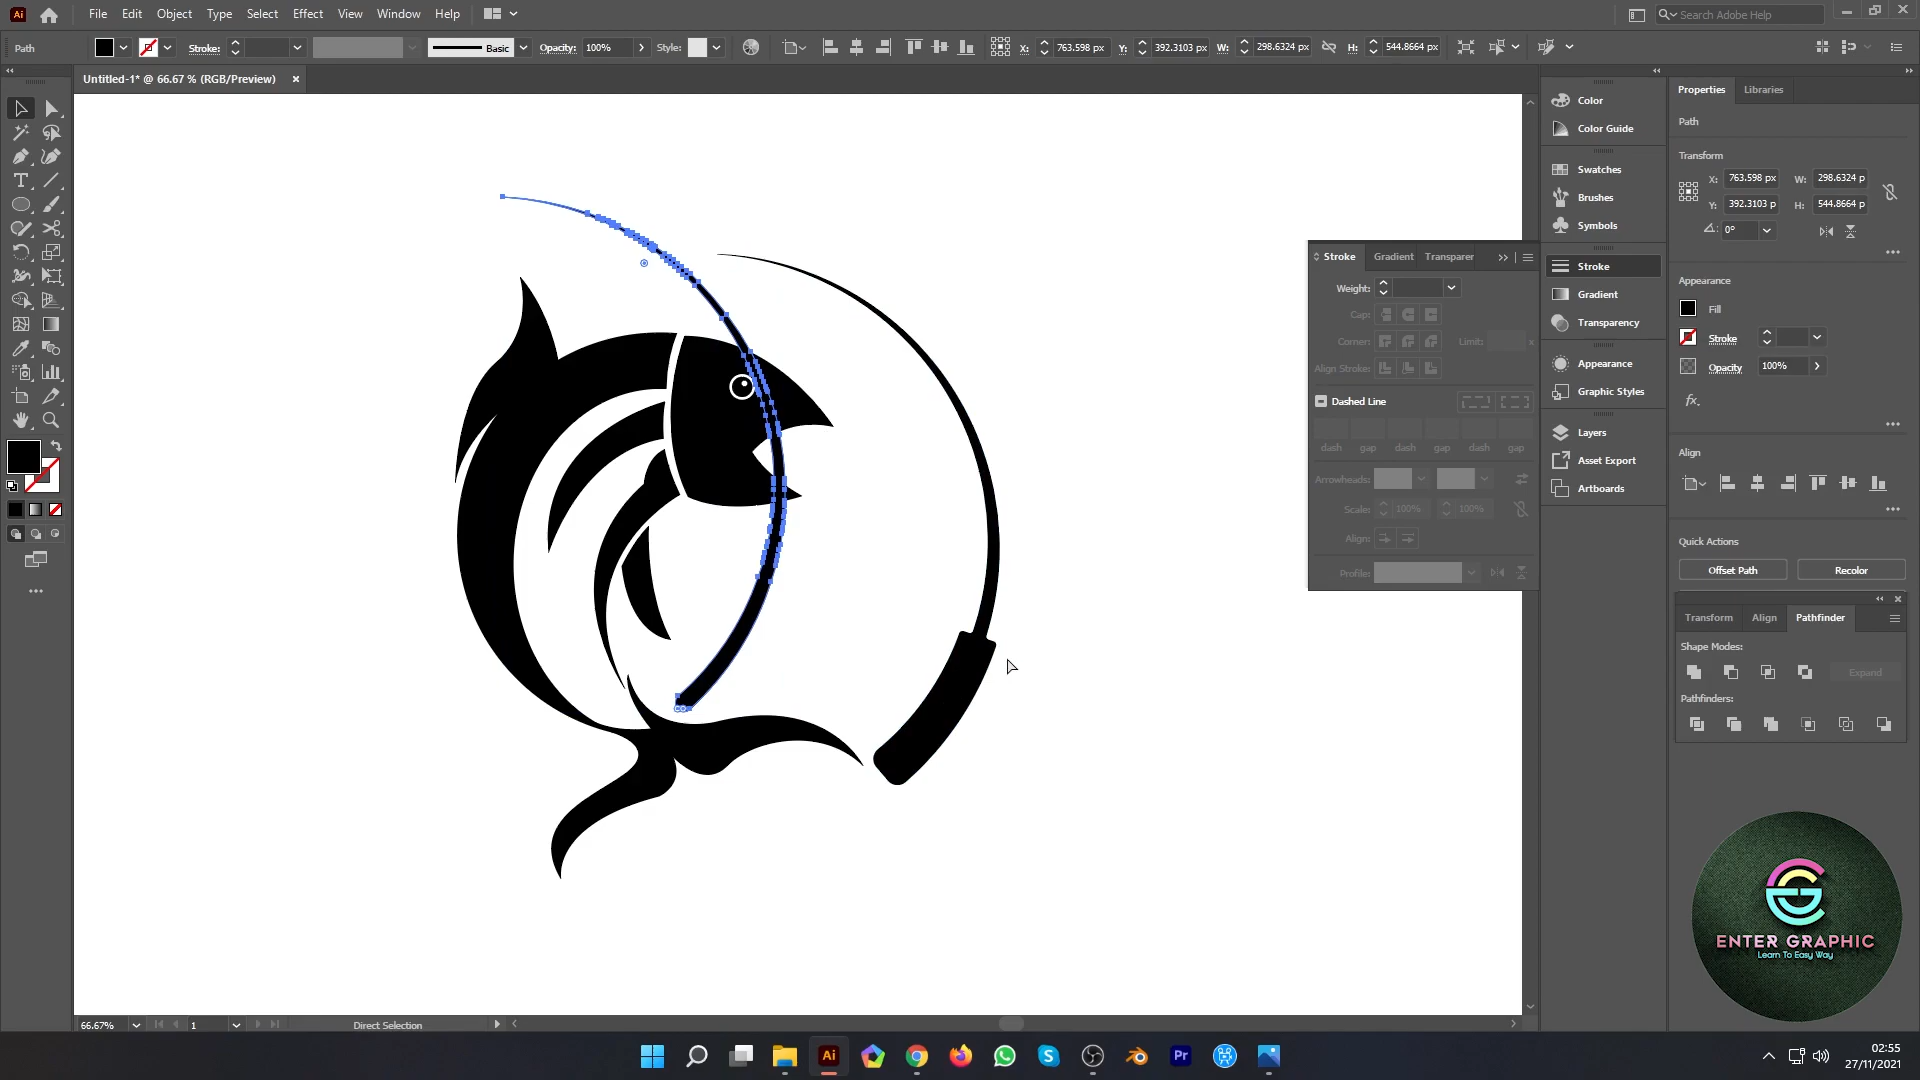 Ai File Edit Object Type Select Effect View Window Help Search Adobe Help
Path Stroke: Basic Opacity: 100% Style: X: 763.598 px Y: 392.3103 px W: 298.6324 px H: 544.8664 px
Untitled-1* @ 66.67 % (RGB/Preview)
Color
Color Guide
Swatches
Brushes
Symbols
Stroke
Gradient
Transparency
Appearance
Graphic Styles
Layers
Asset Export
Artboards
Stroke Gradient Transparer
Weight:
Cap:
Corner: Limit: x
Align Stroke:
Dashed Line
dash gap dash gap dash gap
Arrowheads:
Scale: 100% 100%
Align:
Profile:
Properties Libraries
Path
Transform
X: 763.598 px W: 298.6324 p
Y: 392.3103 p H: 544.8664 p
0°
Appearance
Fill
Stroke
Opacity 100%
fx.
Align
Quick Actions
Offset Path Recolor
Transform Align Pathfinder
Shape Modes:
Expand
Pathfinders:
ENTER GRAPHIC
Learn To Easy Way
66.67% 1 Direct Selection
Ai Pr
02:55
27/11/2021